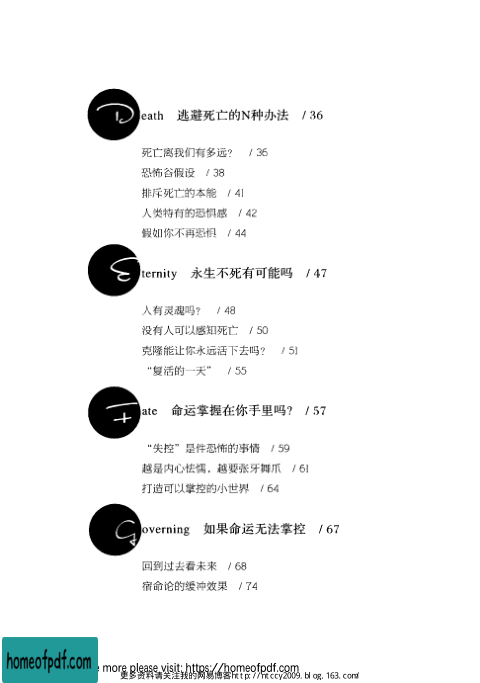 Death 逃避死亡的N种办法 / 36
死亡离我们有多远? / 36
恐怖谷假设 / 38
排斥死亡的本能 / 41
人类特有的恐惧感 / 42
假如你不再恐惧 / 44
Eternity 永生不死有可能吗 / 47
人有灵魂吗? / 48
没有人可以感知死亡 / 50
克隆能让你永远活下去吗? / 51
“复活的一天” / 55
Fate 命运掌握在你手里吗? / 57
“失控”是件恐怖的事情 / 59
越是内心怯懦，越要张牙舞爪 / 61
打造可以掌控的小世界 / 64
Governing 如果命运无法掌控 / 67
回到过去看未来 / 68
宿命论的缓冲效果 / 74
homeofpdf.com
more please visit: https://homeofpdf.com
更多资料请关注我的网易博客http://ntccy2009.blog.163.com/